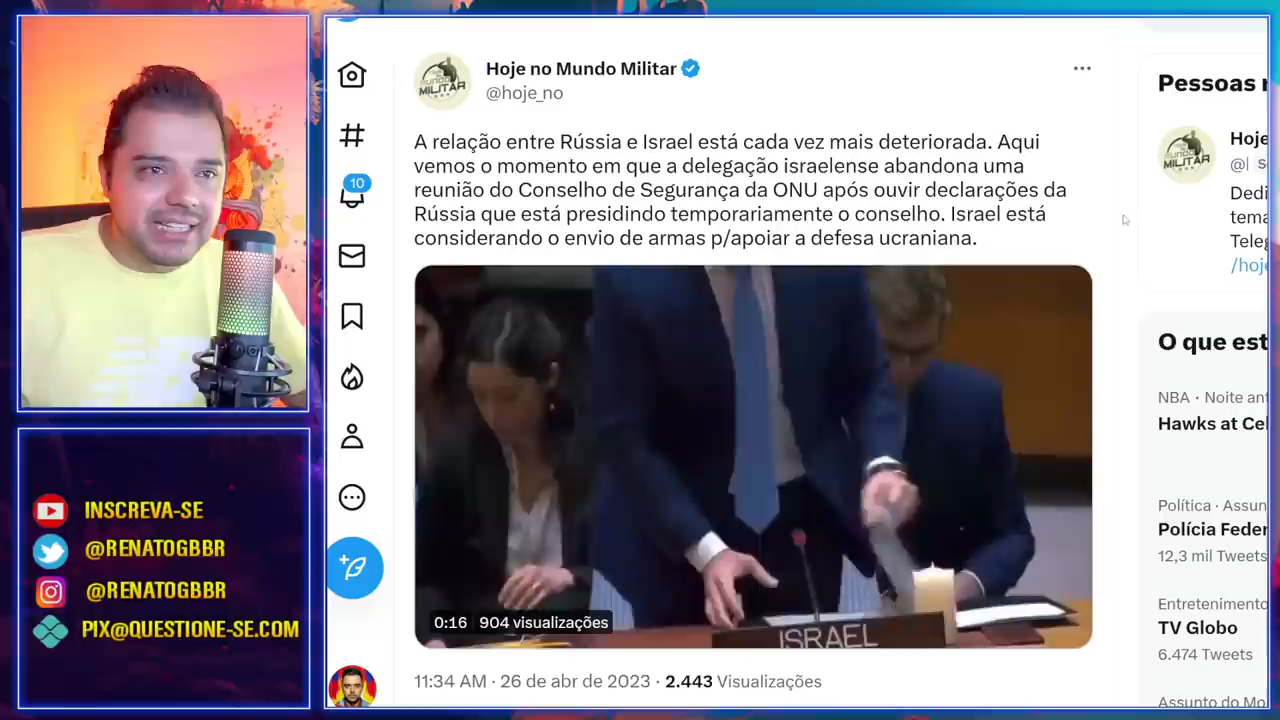 Hoje no Mundo Militar
@hoje_no
A relação entre Rússia e Israel está cada vez mais deteriorada. Aqui
vemos o momento em que a delegação israelense abandona uma
reunião do Conselho de Segurança da ONU após ouvir declarações da
Rússia que está presidindo temporariamente o conselho. Israel está
considerando o envio de armas p/apoiar a defesa ucraniana.
MUNDO
MILITAR
10
ISRAEL
0:16 904 visualizações
11:34 AM · 26 de abr de 2023 · 2.443 Visualizações
Pessoas r
Hoje
@
Dedi
tema
Teleg
/hoje
MUNDO
MILITAR
O que est
NBA · Noite ant
Hawks at Cel
Política · Assun
Polícia Feder
12,3 mil Tweets
Entretenimento
TV Globo
6.474 Tweets
Assunto do Mo
INSCREVA-SE
@RENATOGBBR
@RENATOGBBR
PIX@QUESTIONE-SE.COM